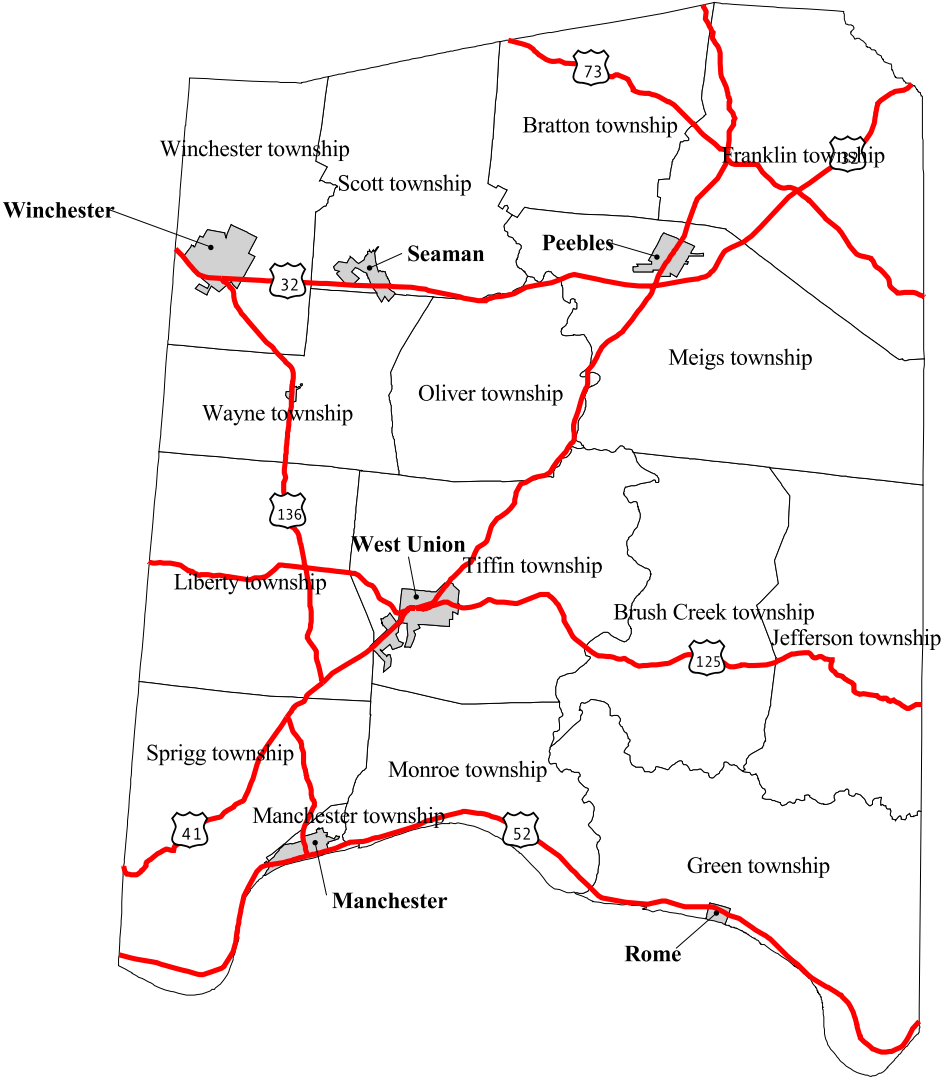 73
Bratton township
Winchester township
Franklin township
32
Scott township
Winchester
Seaman
Peebles
32
Meigs township
Oliver township
Wayne township
136
West Union
Tiffin township
Liberty township
Brush Creek township
Jefferson township
125
Sprigg township
Monroe township
Manchester township
41
52
Green township
Manchester
Rome